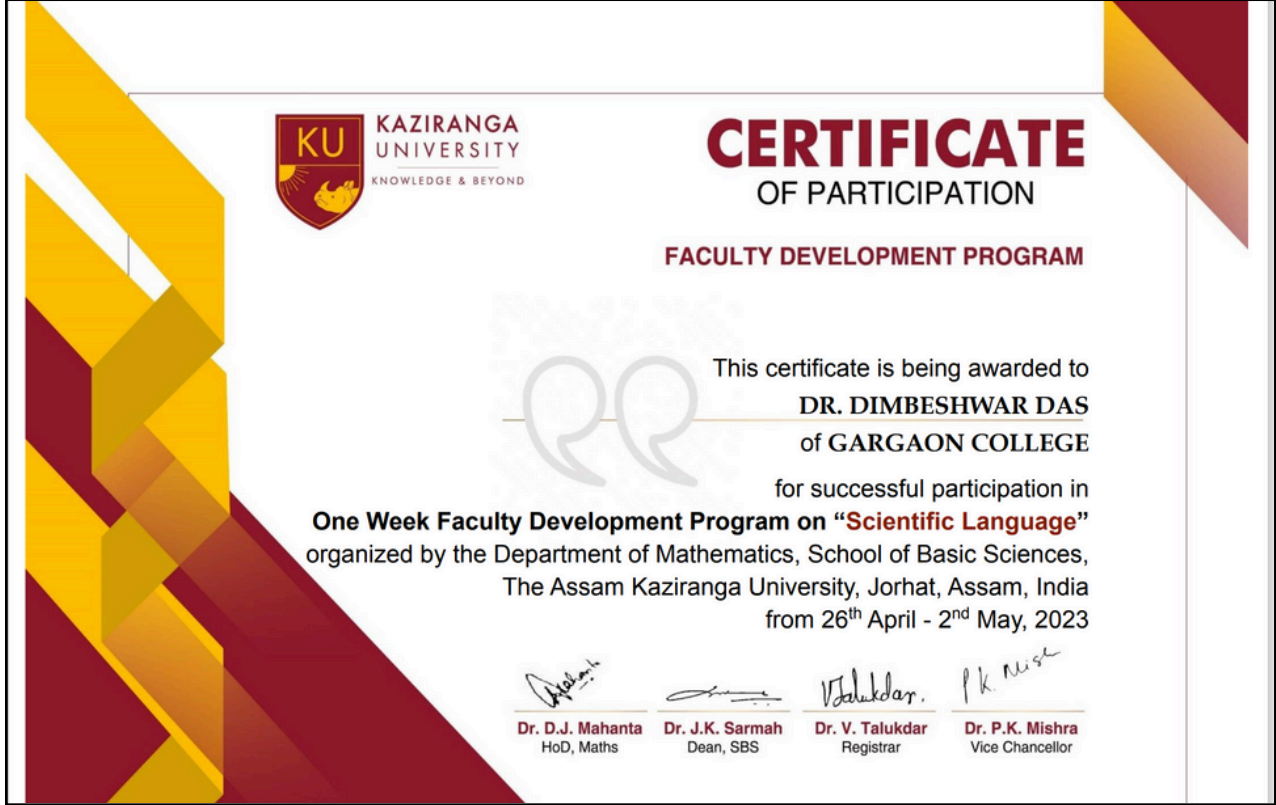 KU
KAZIRANGA
UNIVERSITY
KNOWLEDGE & BEYOND
CERTIFICATE
OF PARTICIPATION
FACULTY DEVELOPMENT PROGRAM
This certificate is being awarded to
DR. DIMBESHWAR DAS
of GARGAON COLLEGE
for successful participation in
One Week Faculty Development Program on “Scientific Language”
organized by the Department of Mathematics, School of Basic Sciences,
The Assam Kaziranga University, Jorhat, Assam, India
from 26th April - 2nd May, 2023
V Talukdar.
P K. Mish
Dr. D.J. Mahanta
HoD, Maths
Dr. J.K. Sarmah
Dean, SBS
Dr. V. Talukdar
Registrar
Dr. P.K. Mishra
Vice Chancellor